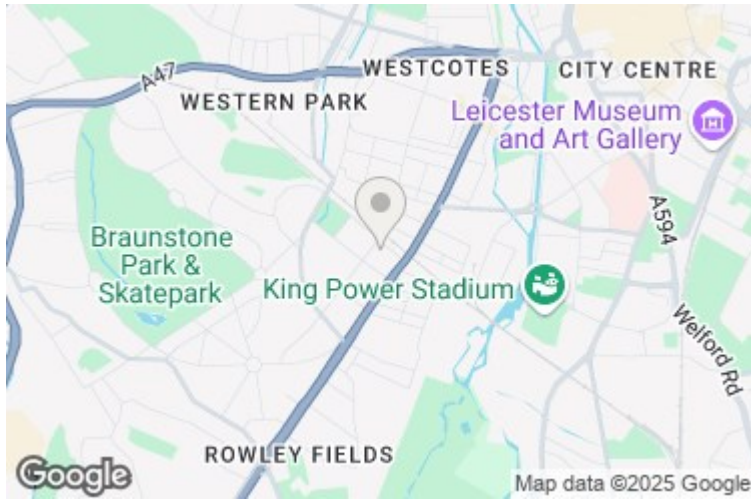 A47
WESTCOTES
CITY CENTRE
WESTERN PARK
Leicester Museum
and Art Gallery
A594
Braunstone
Park &
Skatepark
King Power Stadium
Welford Rd
ROWLEY FIELDS
Google
Map data ©2025 Google